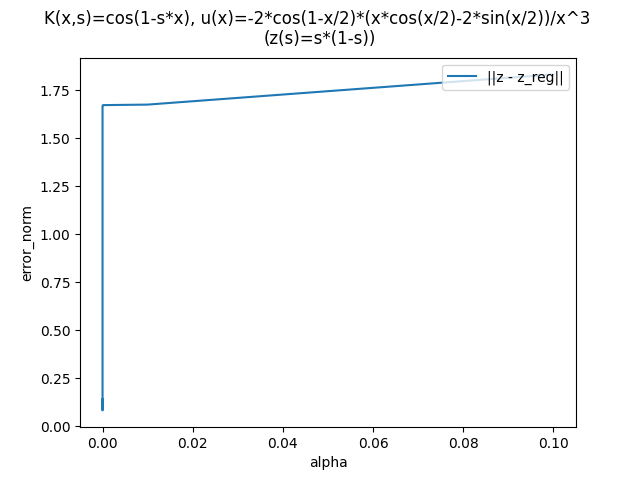 K(x,s)=cos(1-s*x), u(x)=-2*cos(1-x/2)*(x*cos(x/2)-2*sin(x/2))/x^3
(z(s)=s*(1-s))
||z - z_reg||
1.75
1.50
1.25
1.00
0.75
0.50
0.25
0.00
error_norm
0.00
0.02
0.04
0.06
0.08
0.10
alpha